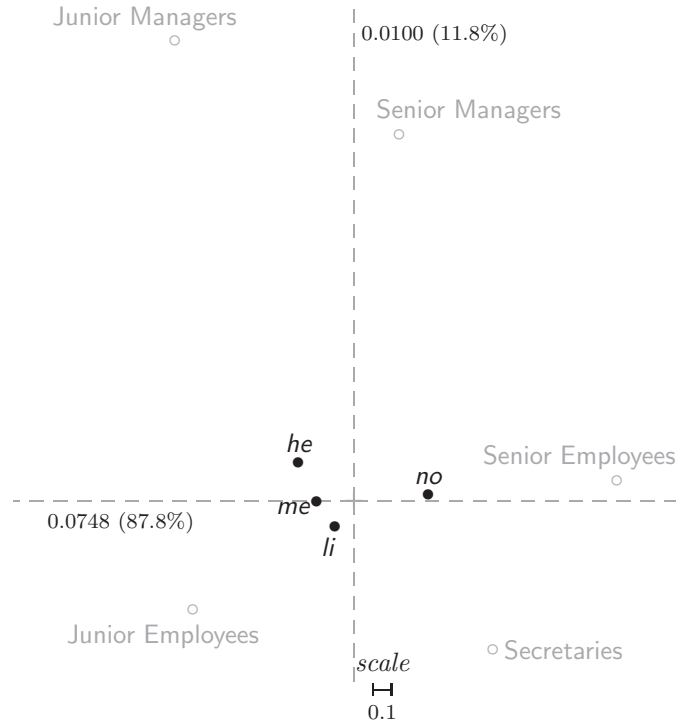 Junior Managers
0.0100 (11.8%)
Senior Managers
he
no
Senior Employees
me
0.0748 (87.8%)
li
Junior Employees
Secretaries
scale
0.1